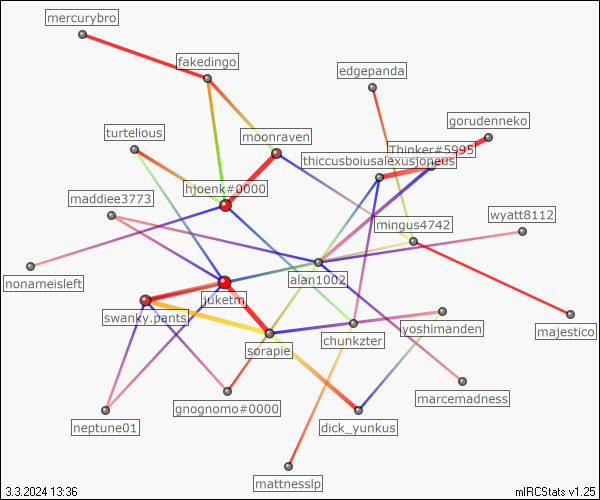 mercurybro
fakedingo
edgepanda
gorudenneko
turtelious
moonraven
Thinker#5995
thiccusboiusalexusjoneus
hjoenk#0000
maddiee3773
wyatt8112
mingus4742
nonameisleft
alan1002
juketn
swanky.pants
majestico
yoshimanden
chunkzter
sorapie
marcemadness
gnognomo#0000
neptune01
dick_yunkus
mattnesslp
3.3.2024 13:36
mIRCStats v1.25